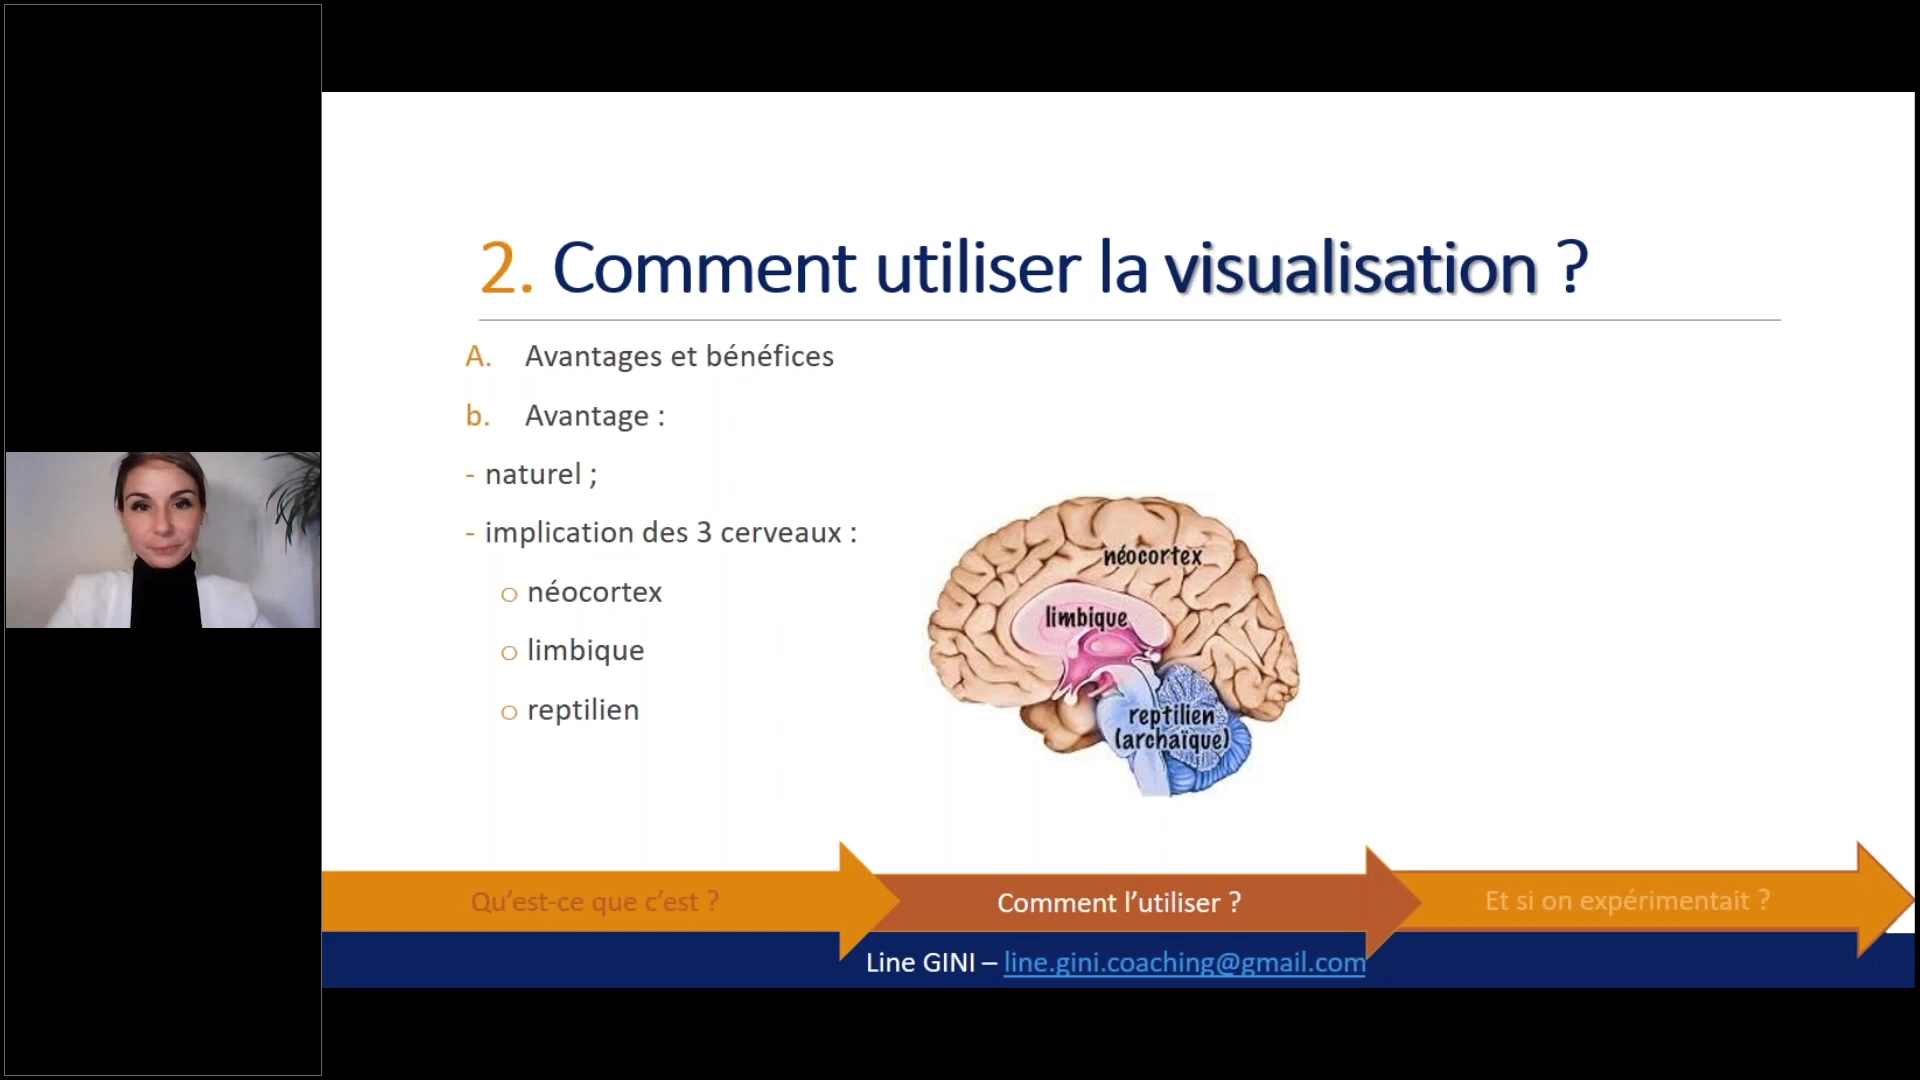 2. Comment utiliser la visualisation ?
A. Avantages et bénéfices
b. Avantage :
- naturel ;
- implication des 3 cerveaux :
o néocortex
o limbique
o reptilien
néocortex
limbique
reptilien
(archaïque)
Qu’est-ce que c’est ?
Comment l’utiliser ?
Et si on expérimentait ?
Line GINI – line.gini.coaching@gmail.com